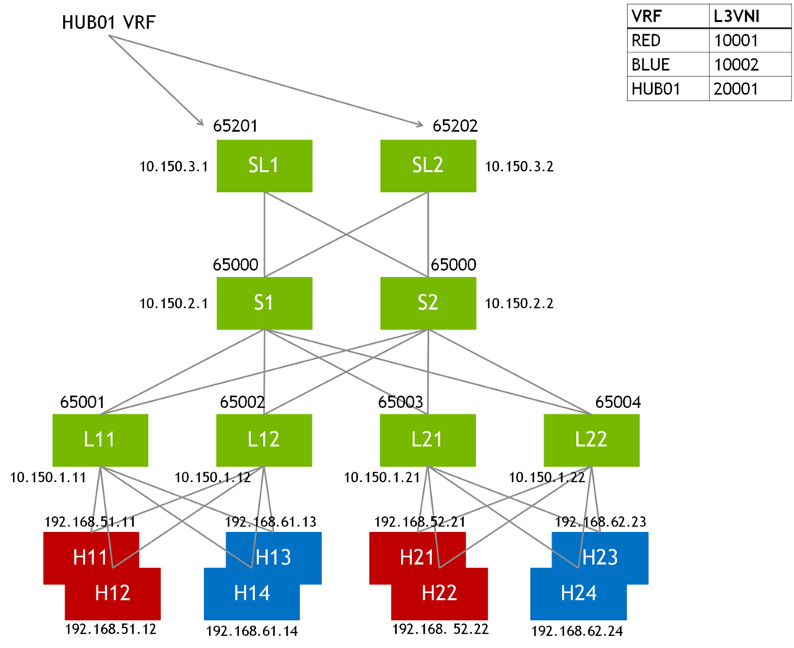 HUB01 VRF
VRF L3VNI
RED 10001
BLUE 10002
HUB01 20001
65201 65202
10.150.3.1 SL1 SL2 10.150.3.2
65000 65000
10.150.2.1 S1 S2 10.150.2.2
65001 65002 65003 65004
L11 L12 L21 L22
10.150.1.11 10.150.1.12 10.150.1.21 10.150.1.22
192.168.51.11 192.168.61.13 192.168.52.21 192.168.62.23
H11 H13 H21 H23
H12 H14 H22 H24
192.168.51.12 192.168.61.14 192.168. 52.22 192.168.62.24